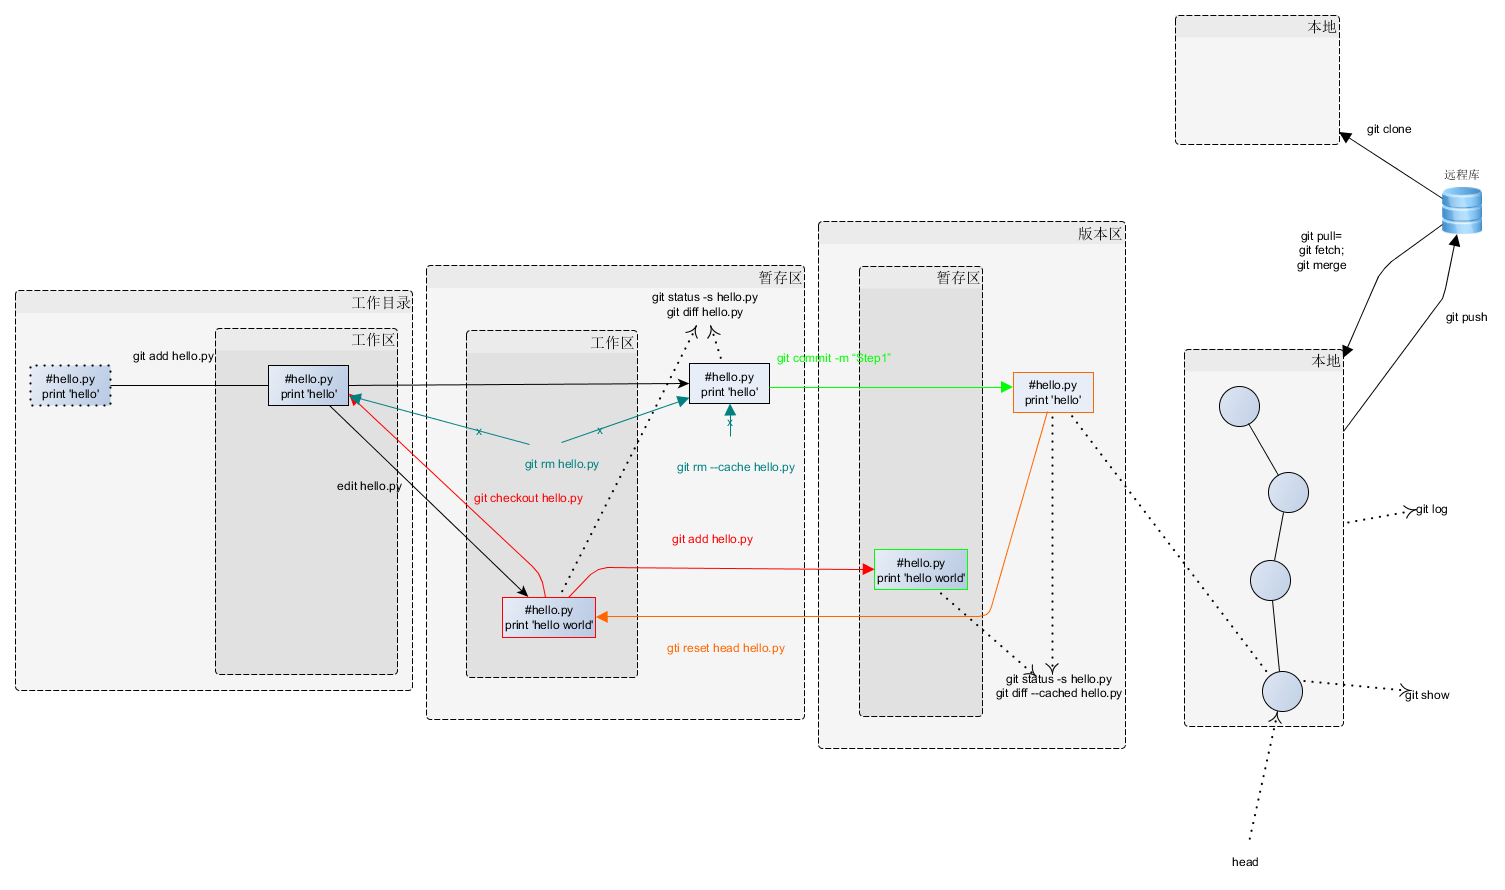 本地
git clone
远程库
版本区
git pull=
git fetch;
git merge
暂存区
暂存区
git status -s hello.py
git diff hello.py
工作目录
git push
工作区
工作区
本地
git add hello.py
git commit -m "Step1"
#hello.py
print 'hello'
#hello.py
print 'hello'
#hello.py
print 'hello'
#hello.py
print 'hello'
x
x
x
git rm hello.py
git rm --cache hello.py
edit hello.py
git checkout hello.py
git log
git add hello.py
#hello.py
print 'hello world'
#hello.py
print 'hello world'
gti reset head hello.py
git status -s hello.py
git diff --cached hello.py
git show
head